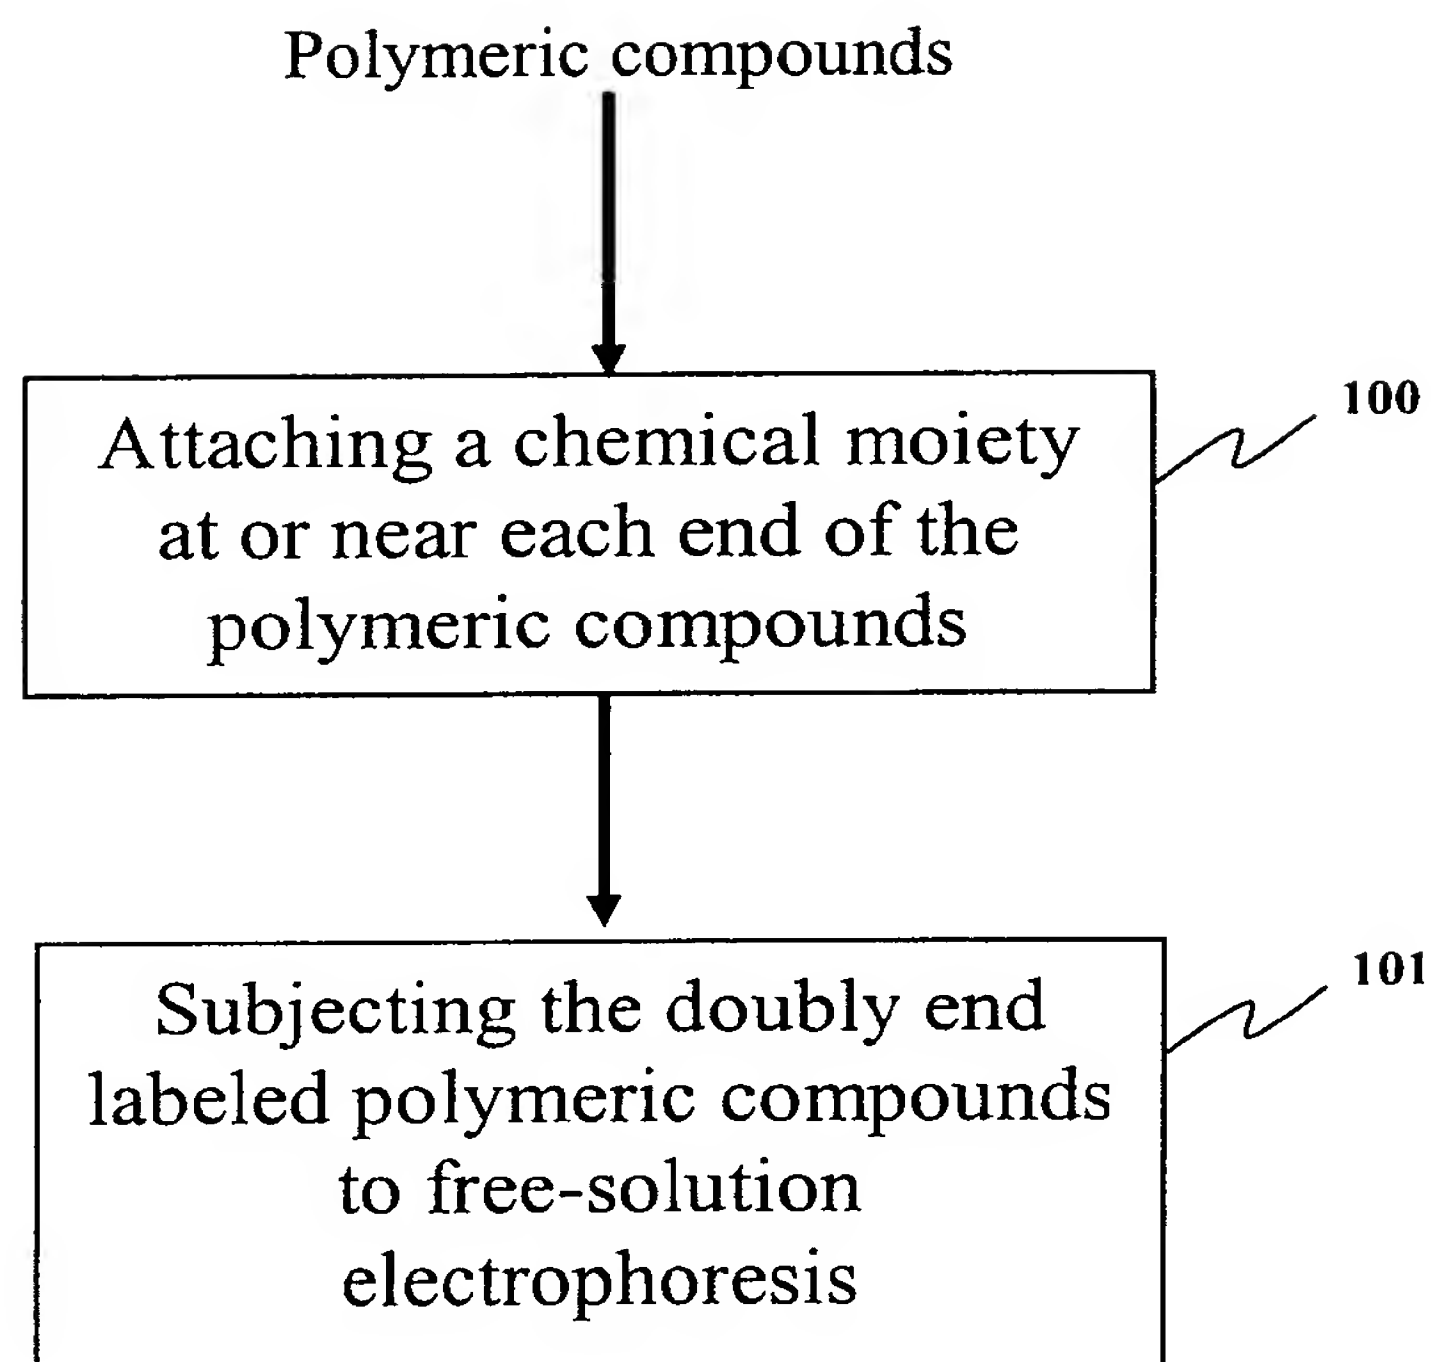 Polymeric compounds
100
Attaching a chemical moiety
at or near each end of the
polymeric compounds
101
Subjecting the doubly end
labeled polymeric compounds
to free-solution
electrophoresis